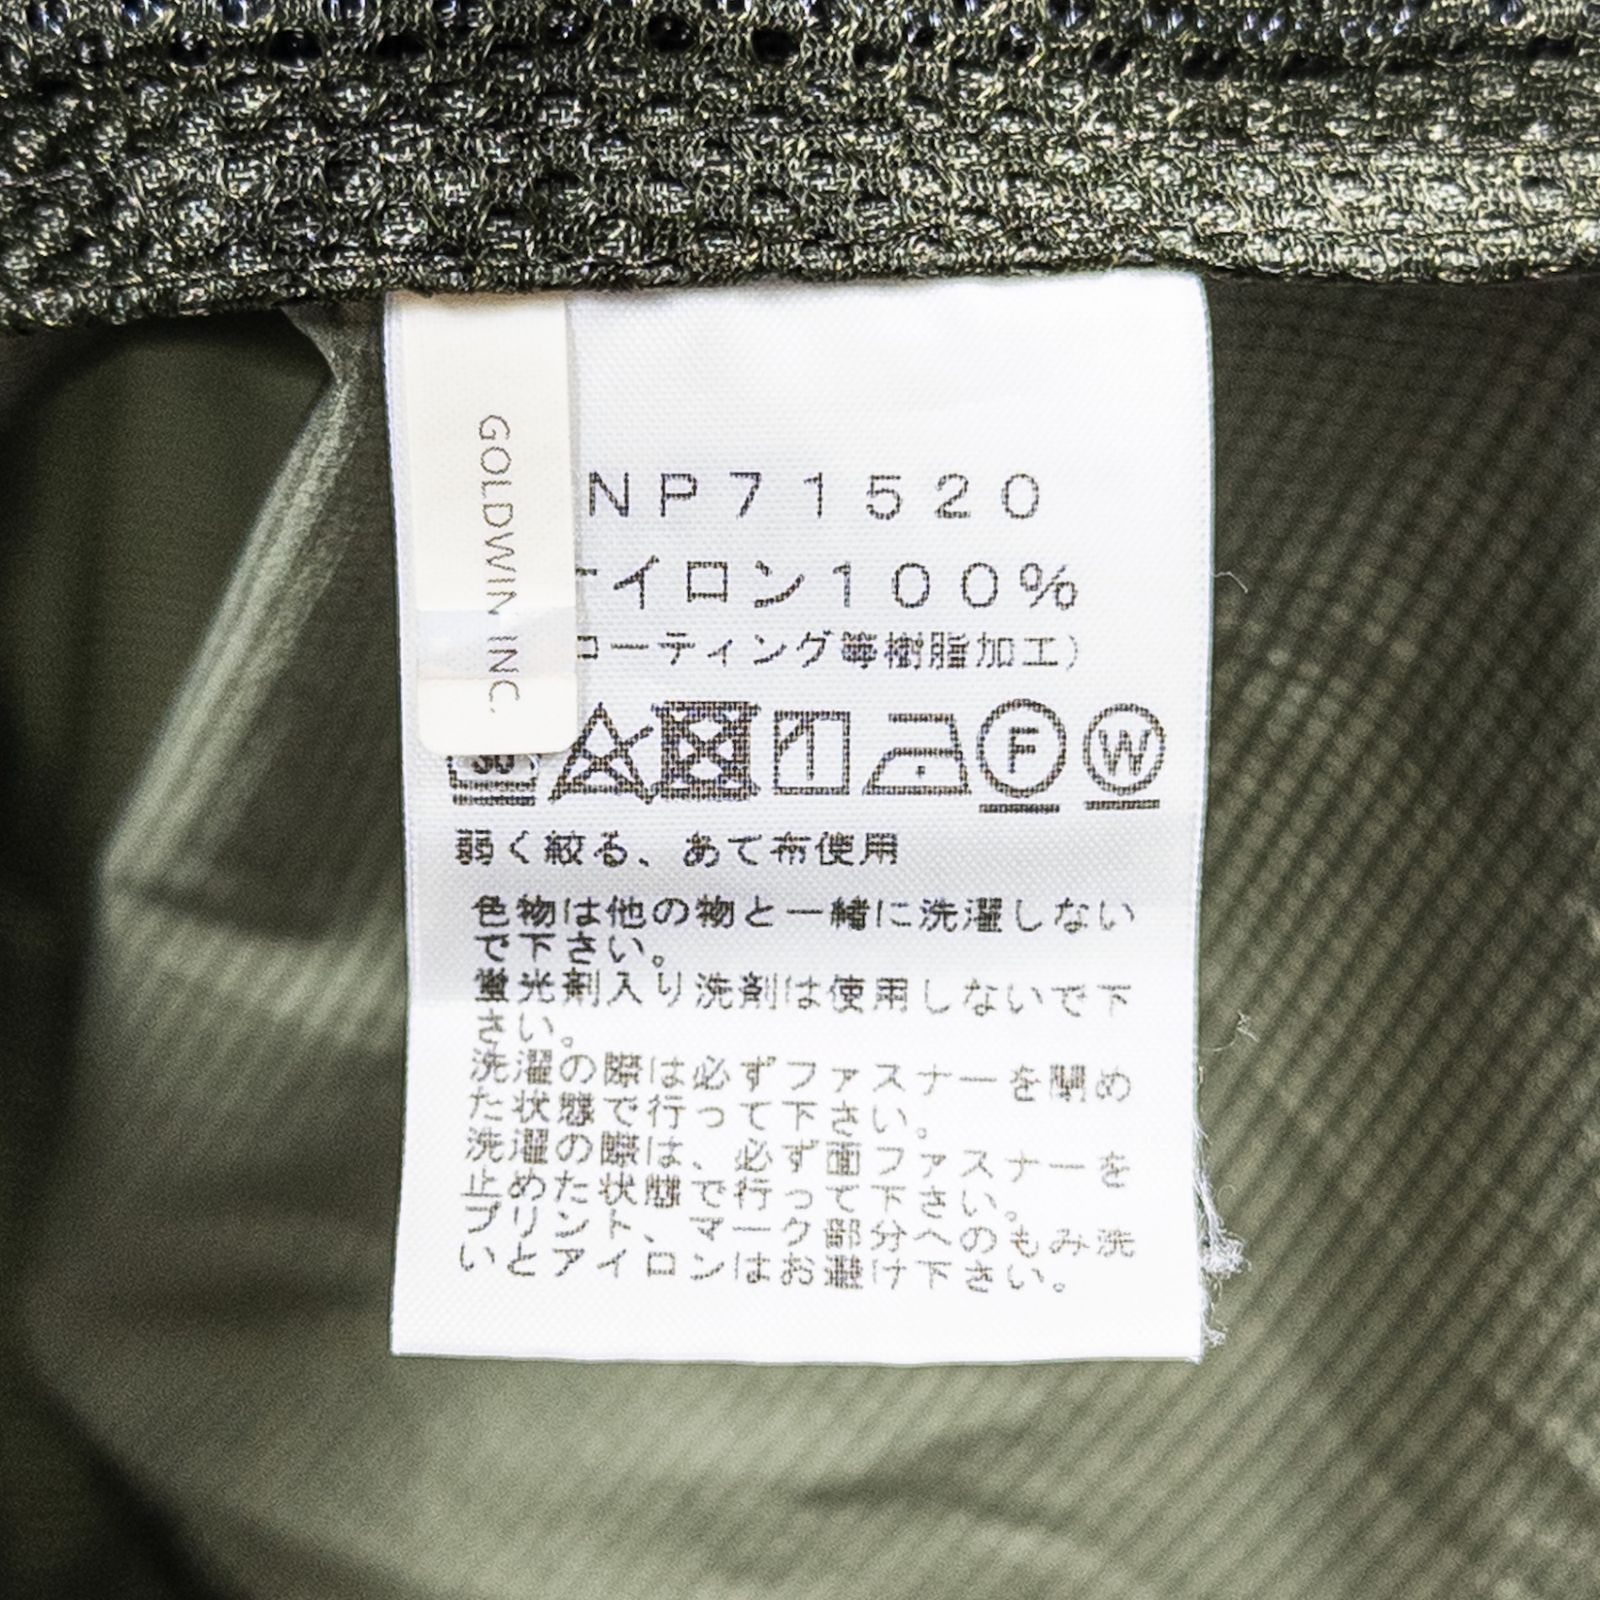 GOLDWIN INC.
NP71520
ナイロン100%
コーティング等樹脂加工)
30
F
W
弱く絞る、あて布使用
色物は他の物と一緒に洗濯しない
で下さい。
蛍光剤入り洗剤は使用しないで下
さい。
洗濯の際は必ずファスナーを閉め
た状態で行って下さい。
洗濯の際は、必ず面ファスナーを
止めた状態で行って下さい。
プリント、マーク部分へのもみ洗
いとアイロンはお避け下さい。